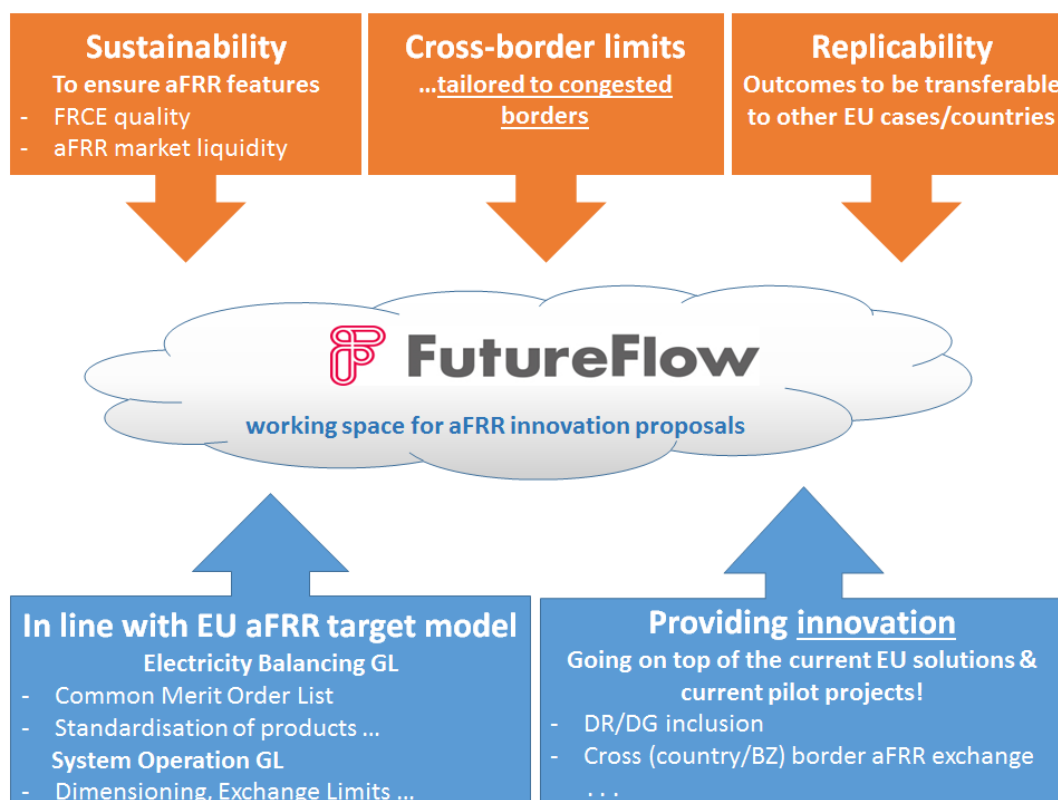 Sustainability
To ensure aFRR features
- FRCE quality
- aFRR market liquidity
Cross-border limits
...tailored to congested
borders
Replicability
Outcomes to be transferable
to other EU cases/countries
FutureFlow
working space for aFRR innovation proposals
In line with EU aFRR target model
Electricity Balancing GL
- Common Merit Order List
- Standardisation of products ...
System Operation GL
- Dimensioning, Exchange Limits ...
Providing innovation
Going on top of the current EU solutions &
current pilot projects!
- DR/DG inclusion
- Cross (country/BZ) border aFRR exchange
. . .